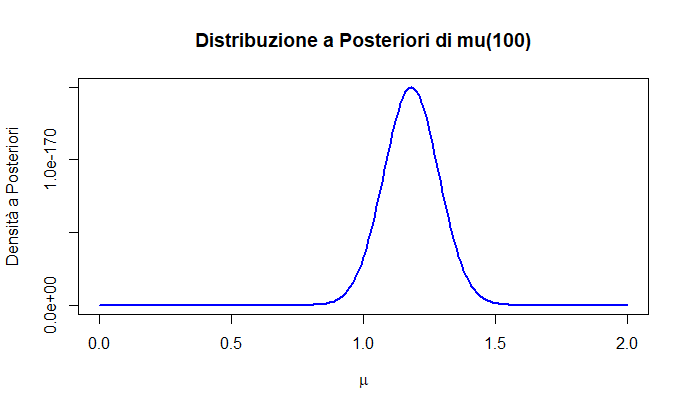 Distribuzione a Posteriori di mu(100)
Densità a Posteriori
1.0e-170
0.0e+00
0.0
0.5
1.0
1.5
2.0
μ